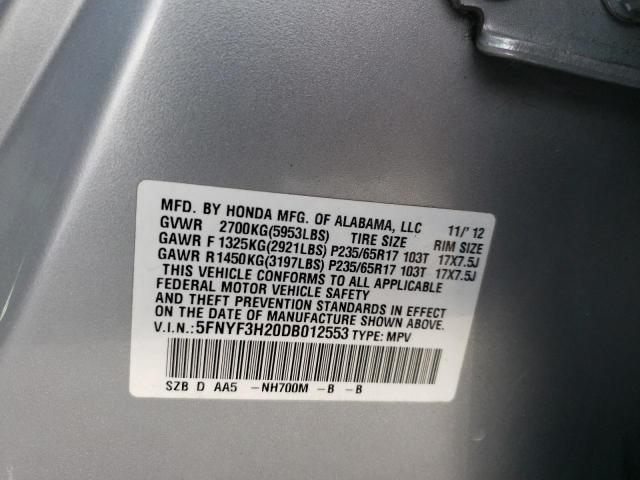 MFD. BY HONDA MFG. OF ALABAMA, LLC 11/'12
GVWR 2700KG(5953LBS) TIRE SIZE RIM SIZE
GAWR F 1325KG(2921LBS) P235/65R17 103T 17X7.5J
GAWR R1450KG(3197LBS) P235/65R17 103T 17X7.5J
THIS VEHICLE CONFORMS TO ALL APPLICABLE
FEDERAL MOTOR VEHICLE SAFETY
AND THEFT PREVENTION STANDARDS IN EFFECT
ON THE DATE OF MANUFACTURE SHOWN ABOVE.
V.I.N.:5FNYF3H20DB012553 TYPE: MPV
SZB D AA5 -NH700M -B -B